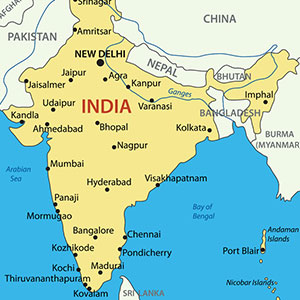 AFGHA
Srinagar
CHINA
Amritsar
PAKISTAN
NEW DELHI
NEPAL
Jaipur
Agra
Kanpur
Ganges
BHUTAN
Jaisalmer
Imphal
Udaipur
INDIA
Varanasi
BANGLADESH
Kandla
Ahmedabad
Bhopal
Kolkata
BURMA
(MYANMAR)
Nagpur
Mumbai
Arabian
Sea
Hyderabad
Visakhapatnam
Panaji
Bay of
Bengal
Mormugao
Andaman
Islands
Bangalore
Chennai
Port Blair
Kozhikode
Pondicherry
Kochi
Madurai
Nicobar Islands
Thiruvananthapuram
Kovalam
SRI LANKA